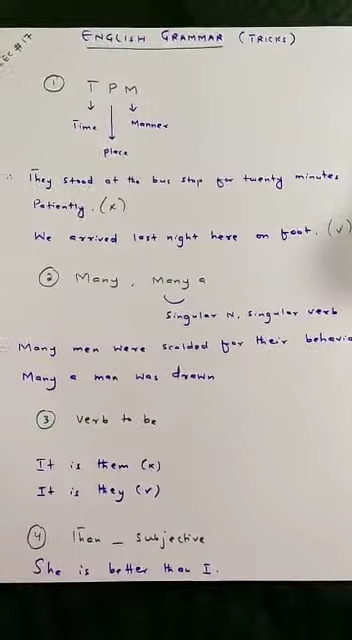 EC #17
ENGLISH GRAMMAR (TRICKS)
① T P M
Time Manner
place
They stood at the bus stop for twenty minutes
Patiently. (x)
We arrived last night here on foot. (√)
② Many, Many a
Singular N, singular verb
Many men were scolded for their behavio
Many a man was drawn
③ verb to be
It is them (x)
It is they (√)
④ Than _ subjective
She is better than I.